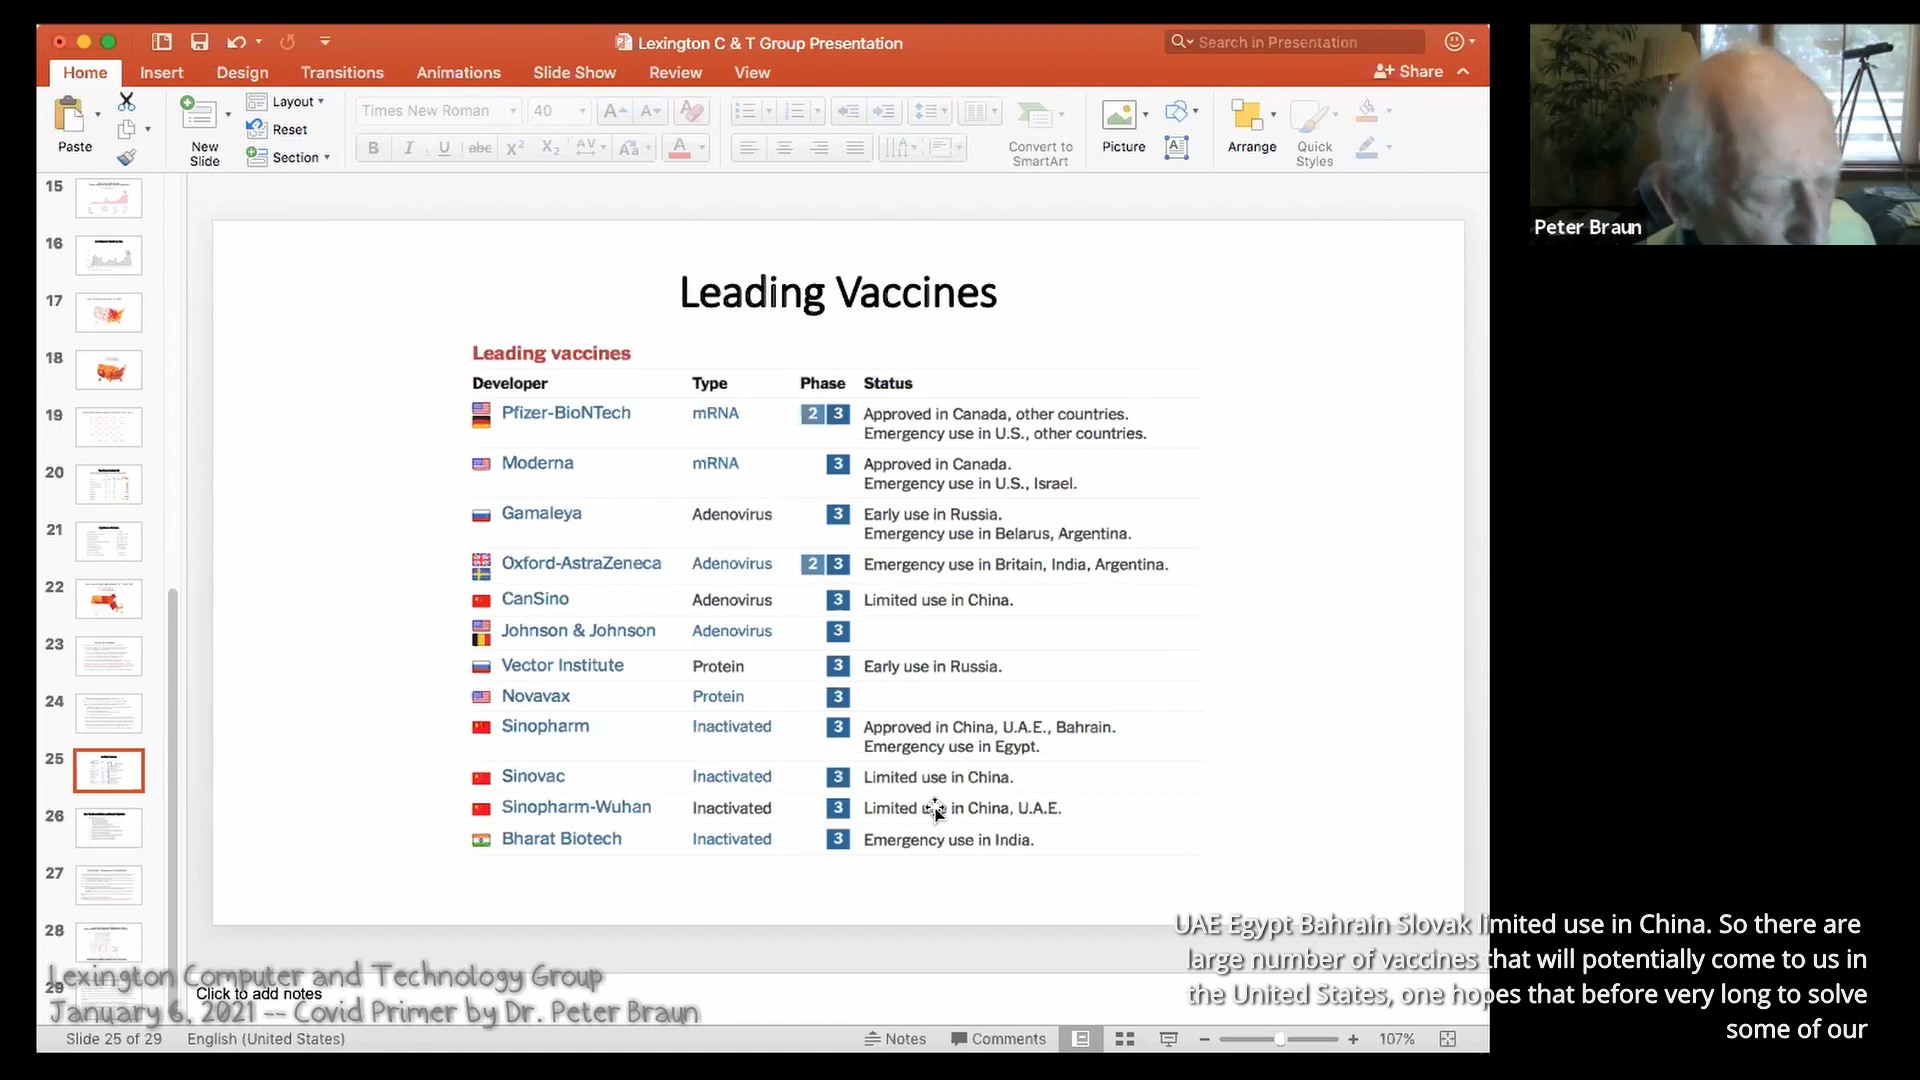 Lexington C & T Group Presentation
Search in Presentation
Home Insert Design Transitions Animations Slide Show Review View
Share
Paste
New Slide
Layout
Reset
Section
Times New Roman 40
Convert to SmartArt
Picture
Arrange
Quick Styles
Peter Braun
15
16
17
18
19
20
21
22
23
24
25
26
27
28
29
Leading Vaccines
Leading vaccines
Developer Type Phase Status
Pfizer-BioNTech mRNA 2 3 Approved in Canada, other countries.
Emergency use in U.S., other countries.
Moderna mRNA 3 Approved in Canada.
Emergency use in U.S., Israel.
Gamaleya Adenovirus 3 Early use in Russia.
Emergency use in Belarus, Argentina.
Oxford-AstraZeneca Adenovirus 2 3 Emergency use in Britain, India, Argentina.
CanSino Adenovirus 3 Limited use in China.
Johnson & Johnson Adenovirus 3
Vector Institute Protein 3 Early use in Russia.
Novavax Protein 3
Sinopharm Inactivated 3 Approved in China, U.A.E., Bahrain.
Emergency use in Egypt.
Sinovac Inactivated 3 Limited use in China.
Sinopharm-Wuhan Inactivated 3 Limited use in China, U.A.E.
Bharat Biotech Inactivated 3 Emergency use in India.
UAE Egypt Bahrain Slovak limited use in China. So there are
large number of vaccines that will potentially come to us in
the United States, one hopes that before very long to solve
some of our
Lexington Computer and Technology Group
Click to add notes
January 6, 2021 -- Covid Primer by Dr. Peter Braun
Slide 25 of 29 English (United States) Notes Comments 107%